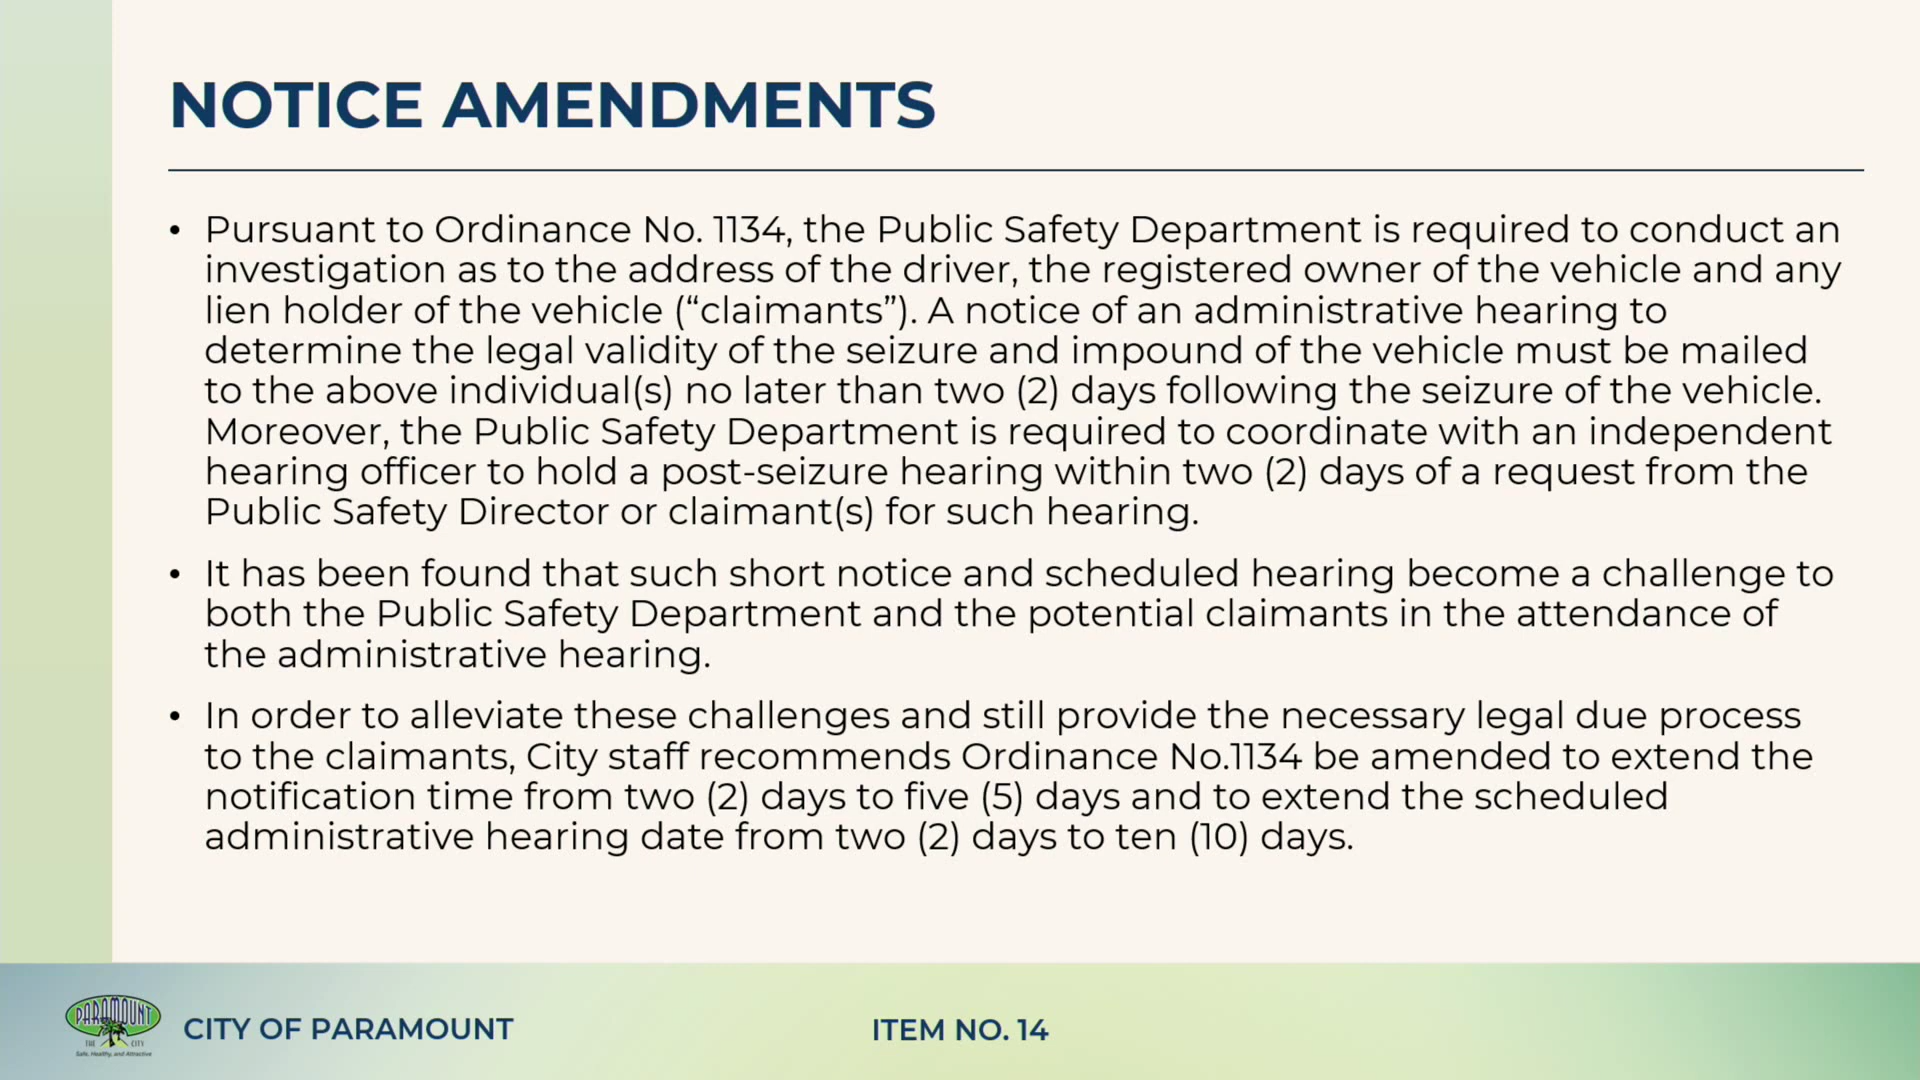 NOTICE AMENDMENTS
• Pursuant to Ordinance No. 1134, the Public Safety Department is required to conduct an
investigation as to the address of the driver, the registered owner of the vehicle and any
lien holder of the vehicle (“claimants”). A notice of an administrative hearing to
determine the legal validity of the seizure and impound of the vehicle must be mailed
to the above individual(s) no later than two (2) days following the seizure of the vehicle.
Moreover, the Public Safety Department is required to coordinate with an independent
hearing officer to hold a post-seizure hearing within two (2) days of a request from the
Public Safety Director or claimant(s) for such hearing.
• It has been found that such short notice and scheduled hearing become a challenge to
both the Public Safety Department and the potential claimants in the attendance of
the administrative hearing.
• In order to alleviate these challenges and still provide the necessary legal due process
to the claimants, City staff recommends Ordinance No.1134 be amended to extend the
notification time from two (2) days to five (5) days and to extend the scheduled
administrative hearing date from two (2) days to ten (10) days.
PARAMOUNT
THE CITY
Safe, Healthy, and Attractive
CITY OF PARAMOUNT
ITEM NO. 14